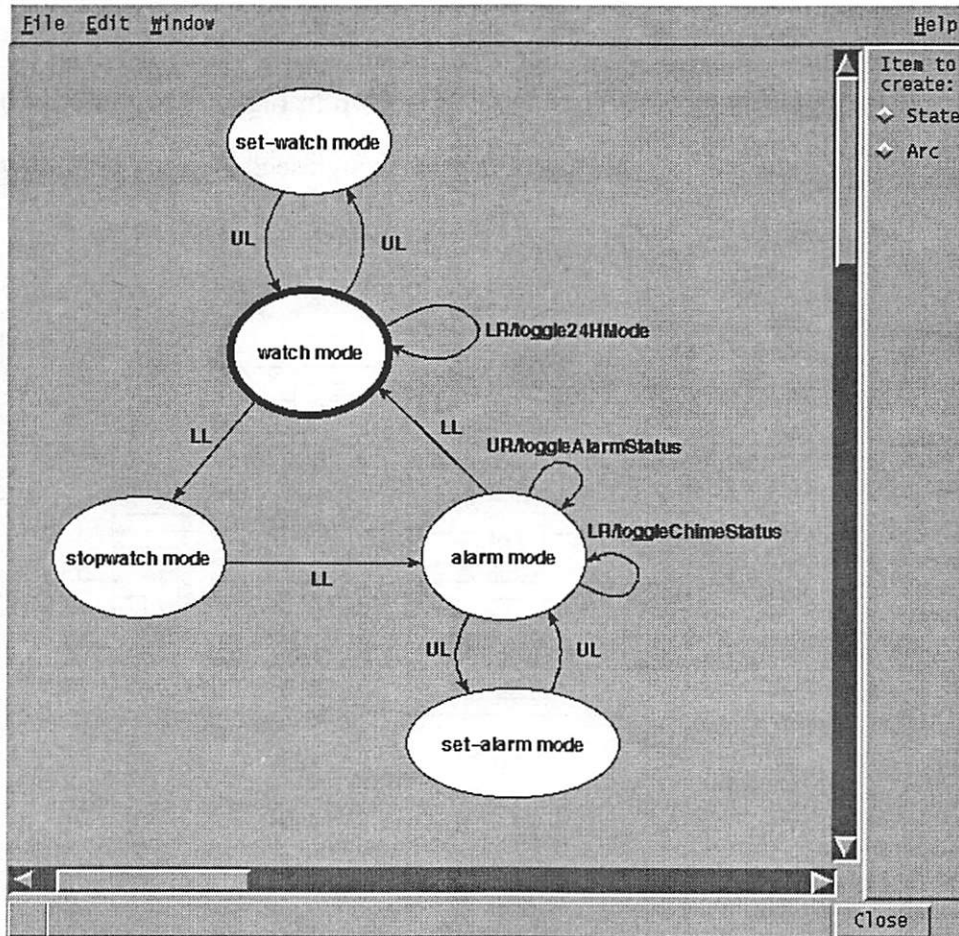 File Edit Window Help
Item to
create:
State
Arc
set-watch mode
UL UL
watch mode
LR/toggle24HMode
LL
LL
UR/toggleAlarmStatus
LR/toggleChimeStatus
stopwatch mode
alarm mode
LL
UL UL
set-alarm mode
Close